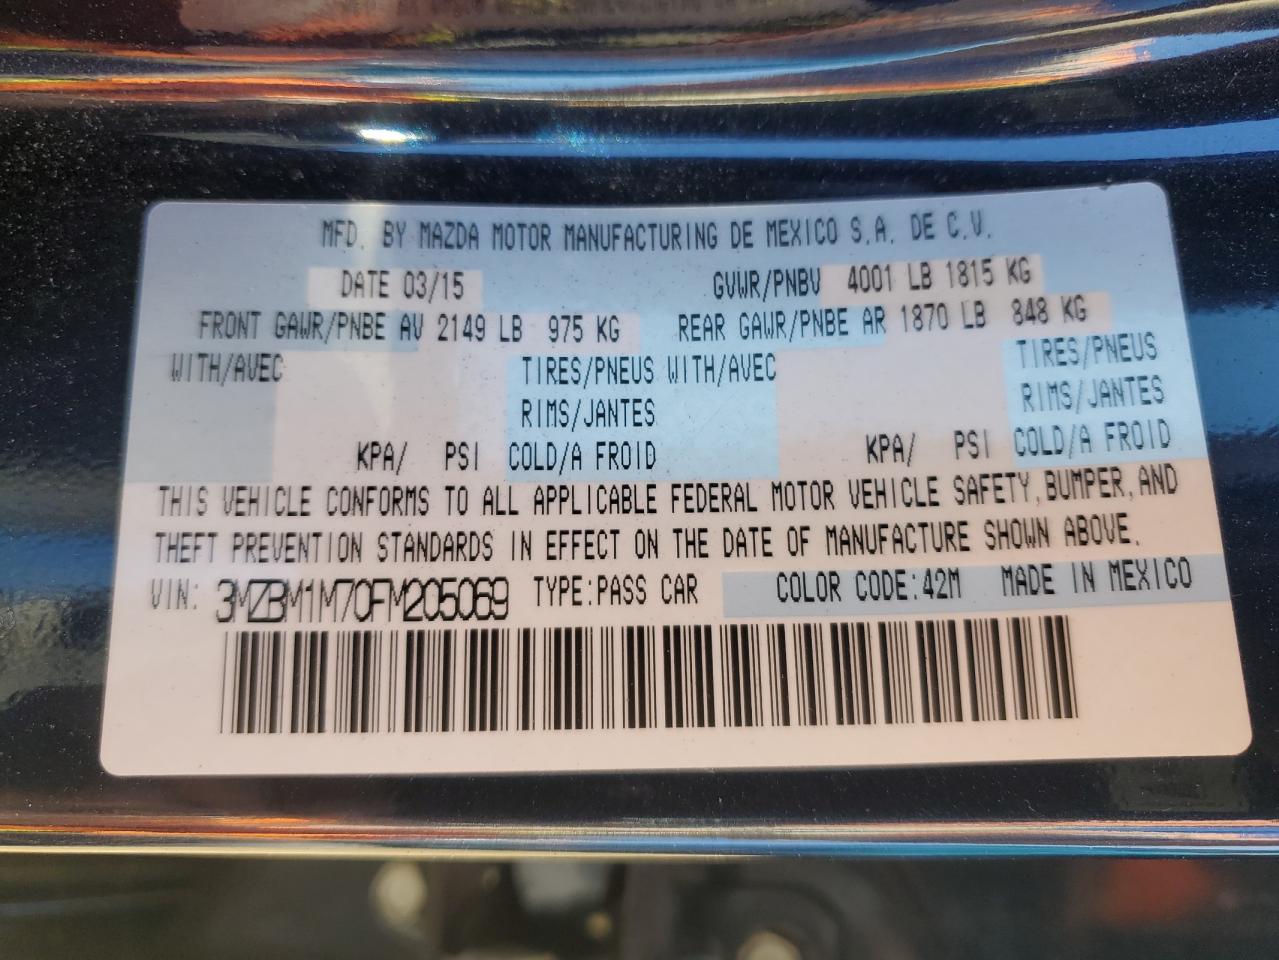 MFD. BY MAZDA MOTOR MANUFACTURING DE MEXICO S.A. DE C.V.
DATE 03/15 GVWR/PNBV 4001 LB 1815 KG
FRONT GAWR/PNBE AV 2149 LB 975 KG REAR GAWR/PNBE AR 1870 LB 848 KG
WITH/AVEC TIRES/PNEUS WITH/AVEC TIRES/PNEUS
RIMS/JANTES RIMS/JANTES
KPA/ PSI COLD/A FROID KPA/ PSI COLD/A FROID
THIS VEHICLE CONFORMS TO ALL APPLICABLE FEDERAL MOTOR VEHICLE SAFETY, BUMPER, AND
THEFT PREVENTION STANDARDS IN EFFECT ON THE DATE OF MANUFACTURE SHOWN ABOVE.
VIN: 3MZBM1M70FM205069 TYPE:PASS CAR COLOR CODE:42M MADE IN MEXICO